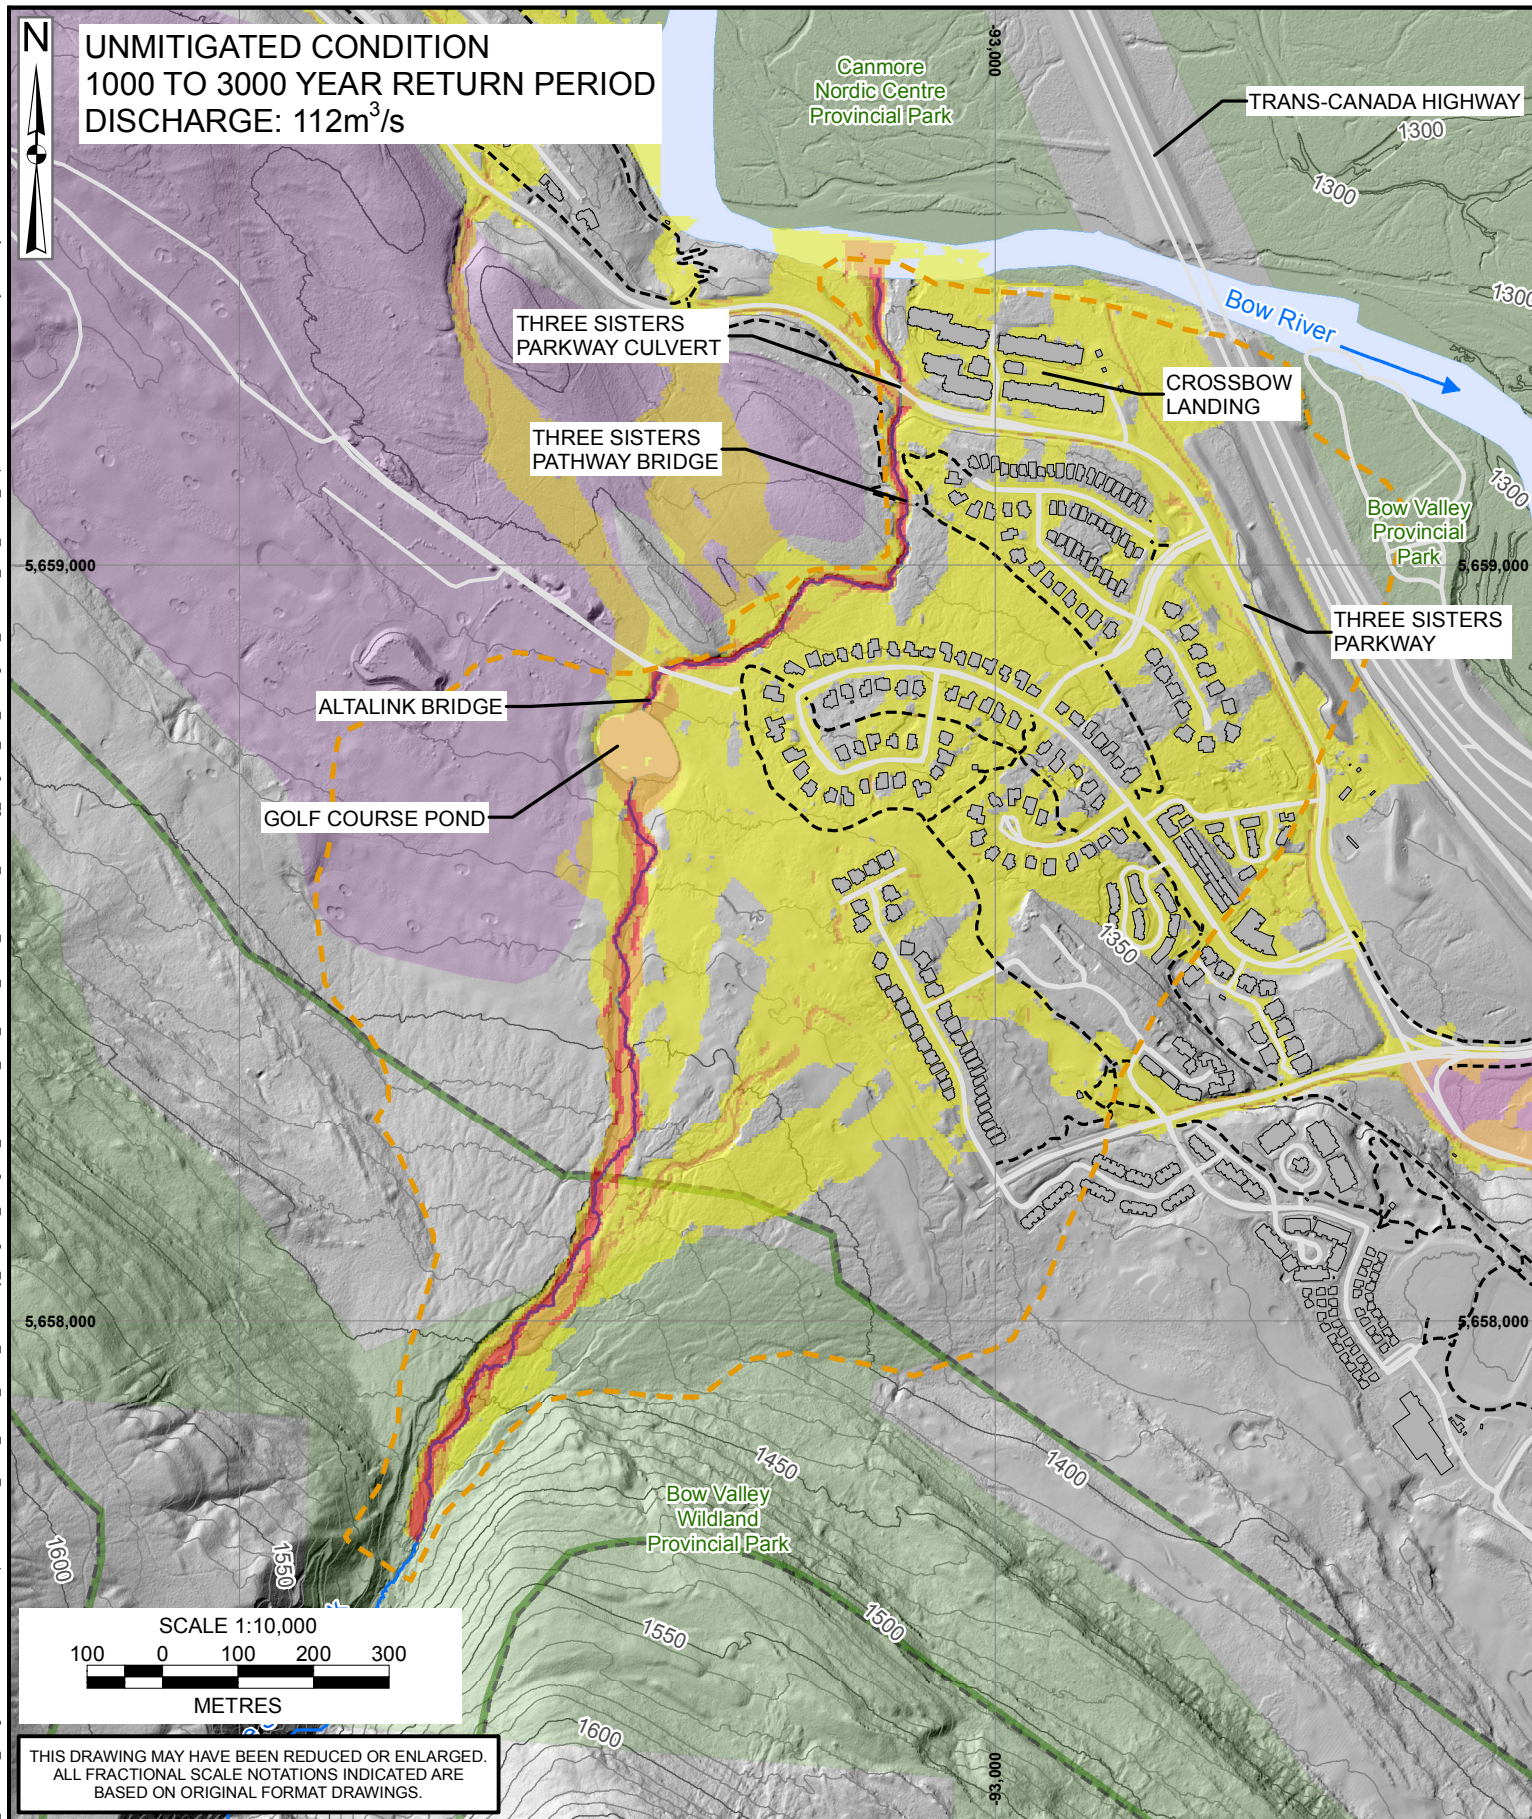 N
UNMITIGATED CONDITION
1000 TO 3000 YEAR RETURN PERIOD
DISCHARGE: 112m³/s
Canmore
Nordic Centre
Provincial Park
-93,000
TRANS-CANADA HIGHWAY
1300
1300
1300
Bow River
THREE SISTERS
PARKWAY CULVERT
CROSSBOW
LANDING
THREE SISTERS
PATHWAY BRIDGE
1300
Bow Valley
Provincial
Park
5,659,000
5,659,000
THREE SISTERS
PARKWAY
ALTALINK BRIDGE
GOLF COURSE POND
1350
5,658,000
5,658,000
1450
1400
Bow Valley
Wildland
Provincial Park
1600
1550
1500
1550
1600
-93,000
SCALE 1:10,000
100 0 100 200 300
METRES
THIS DRAWING MAY HAVE BEEN REDUCED OR ENLARGED.
ALL FRACTIONAL SCALE NOTATIONS INDICATED ARE
BASED ON ORIGINAL FORMAT DRAWINGS.